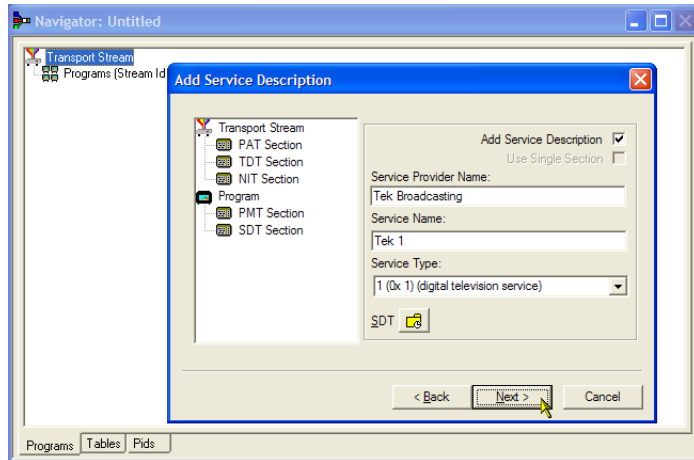 Navigator: Untitled
Transport Stream
Programs (Stream Id
Add Service Description
Transport Stream
PAT Section
TDT Section
NIT Section
Program
PMT Section
SDT Section
Add Service Description
Use Single Section
Service Provider Name:
Tek Broadcasting
Service Name:
Tek 1
Service Type:
1 (0x 1) (digital television service)
SDT
< Back
Next >
Cancel
Programs
Tables
Pids